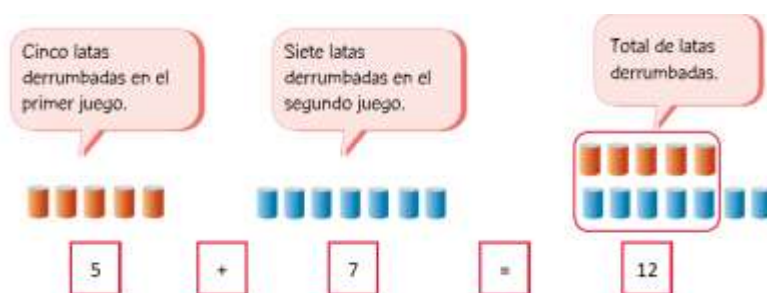 Cinco latas
derrumbadas en el
primer juego.
Siete latas
derrumbadas en el
segundo juego.
Total de latas
derrumbadas.
5 + 7 = 12